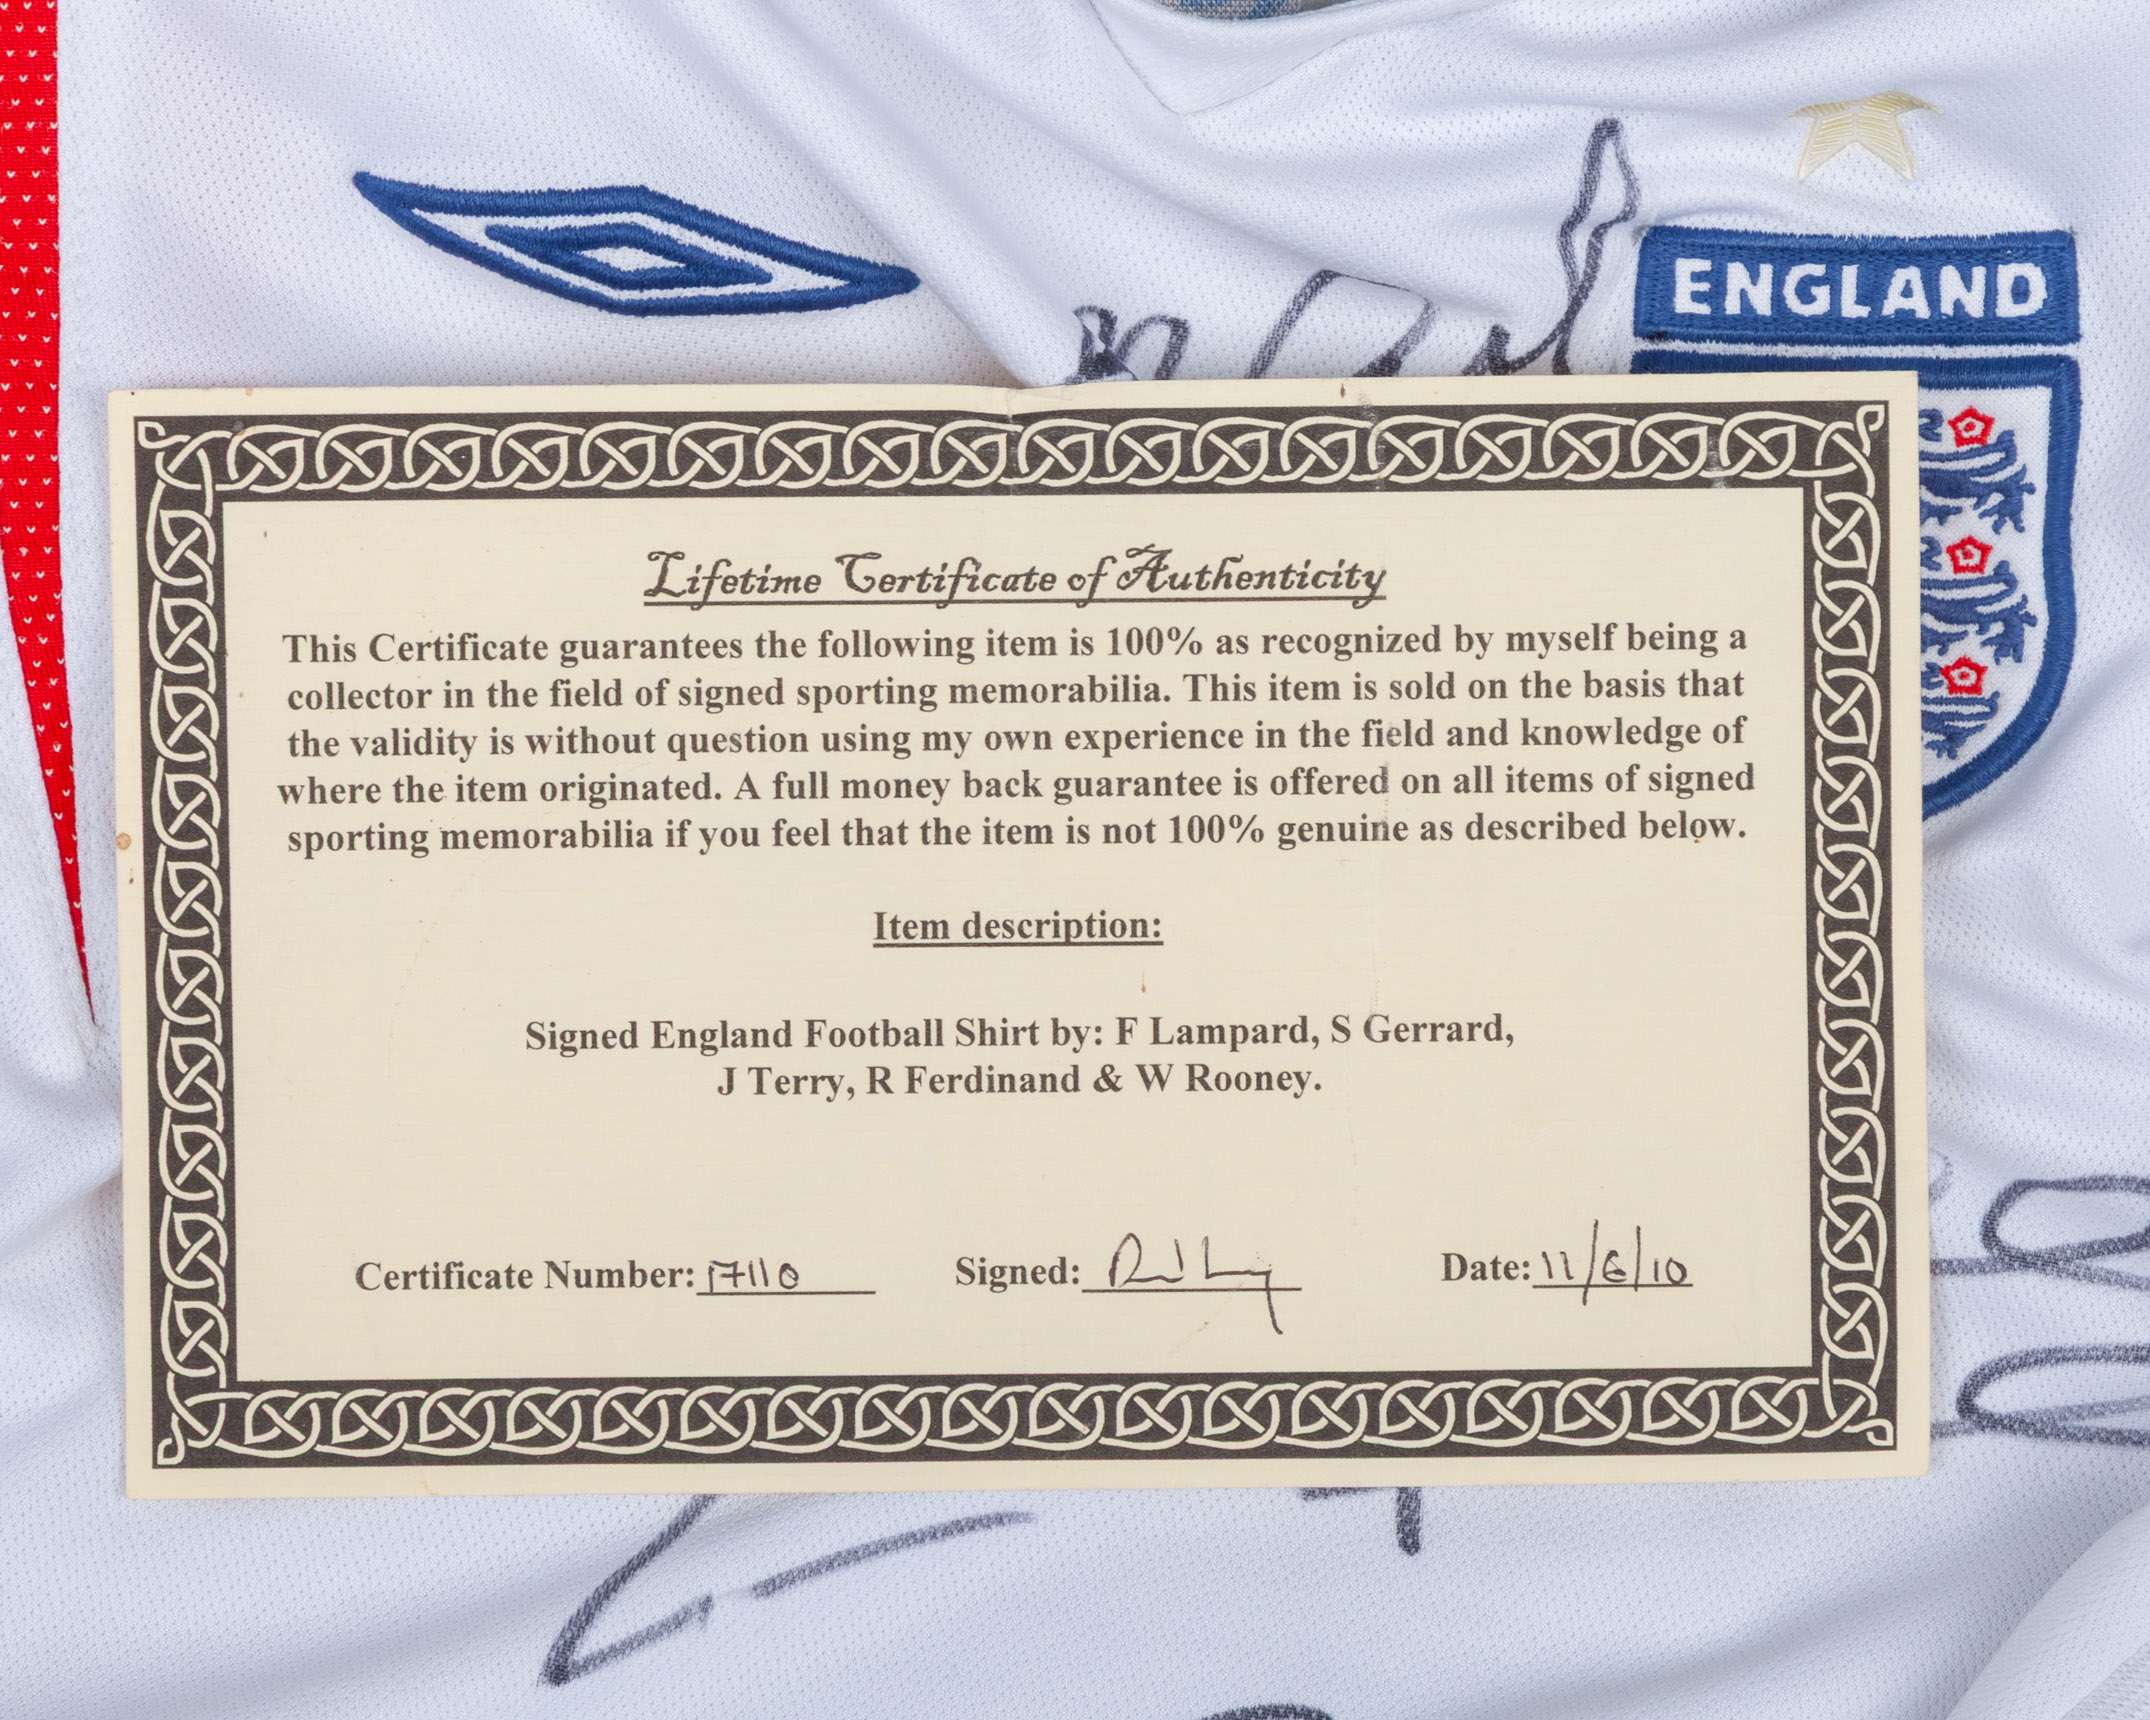 ENGLAND
Lifetime Certificate of Authenticity
This Certificate guarantees the following item is 100% as recognized by myself being a
collector in the field of signed sporting memorabilia. This item is sold on the basis that
the validity is without question using my own experience in the field and knowledge of
where the item originated. A full money back guarantee is offered on all items of signed
sporting memorabilia if you feel that the item is not 100% genuine as described below.
Item description:
Signed England Football Shirt by: F Lampard, S Gerrard,
J Terry, R Ferdinand & W Rooney.
Certificate Number: 17110 Signed: Date: 11/6/10